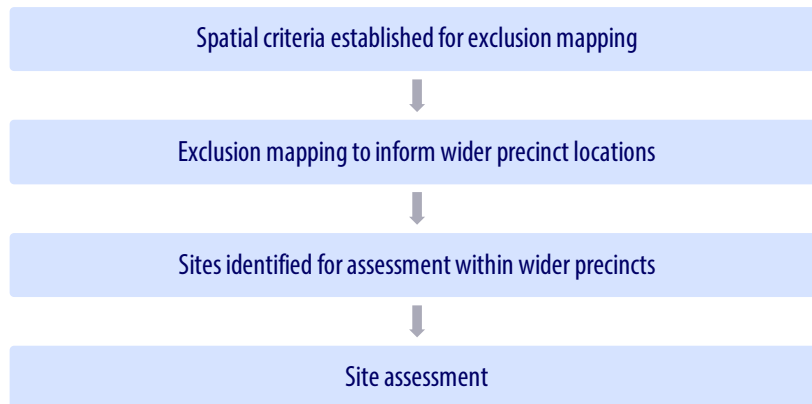 Spatial criteria established for exclusion mapping
Exclusion mapping to inform wider precinct locations
Sites identified for assessment within wider precincts
Site assessment